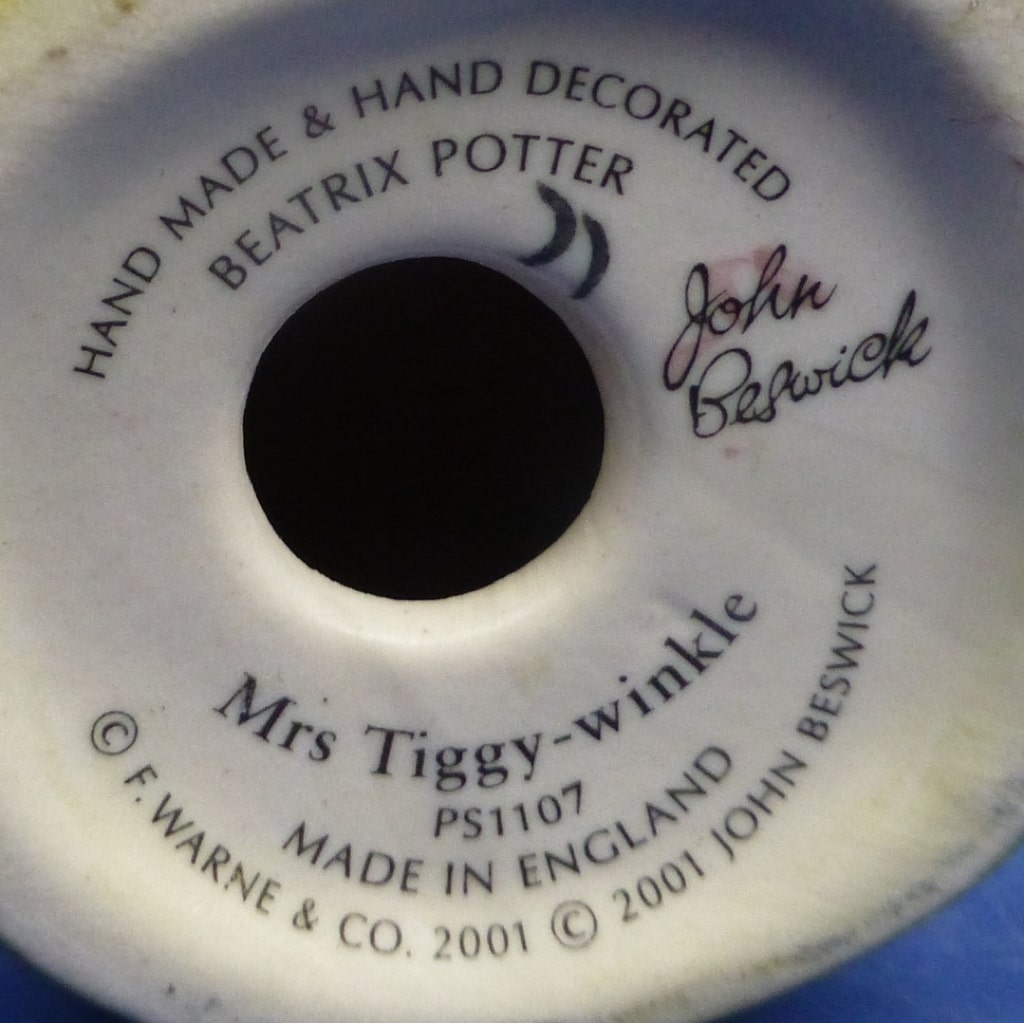 HAND MADE & HAND DECORATED
BEATRIX POTTER
John
Beswick
Mrs Tiggy-winkle
PS1107
MADE IN ENGLAND
© F. WARNE & CO. 2001 © 2001 JOHN BESWICK